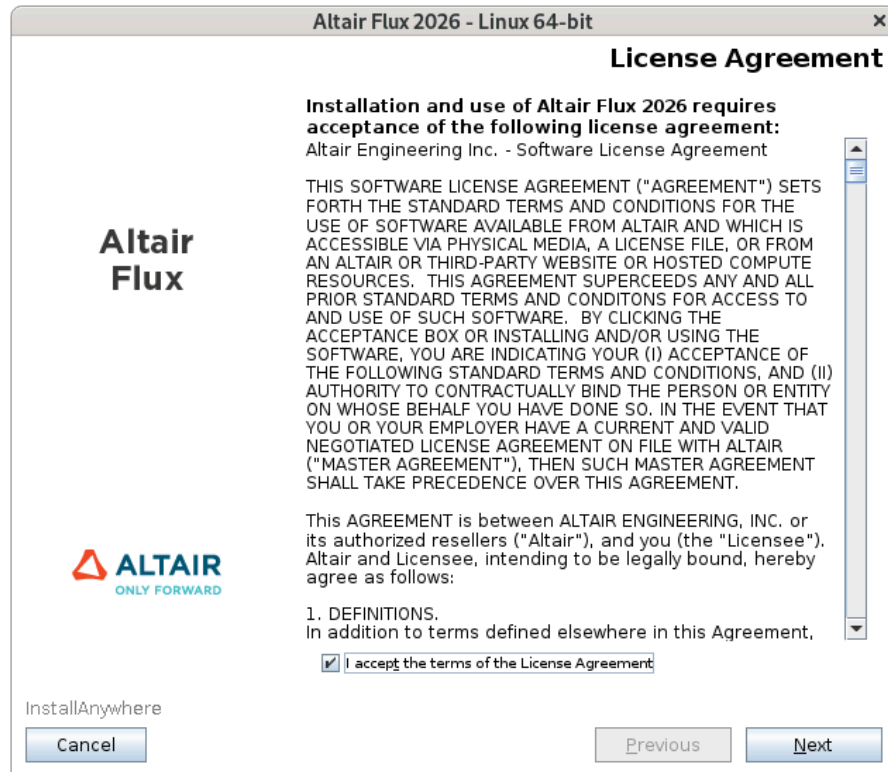 Altair Flux 2026 - Linux 64-bit
License Agreement
Installation and use of Altair Flux 2026 requires
acceptance of the following license agreement:
Altair Engineering Inc. - Software License Agreement
THIS SOFTWARE LICENSE AGREEMENT ("AGREEMENT") SETS
FORTH THE STANDARD TERMS AND CONDITIONS FOR THE
USE OF SOFTWARE AVAILABLE FROM ALTAIR AND WHICH IS
ACCESSIBLE VIA PHYSICAL MEDIA, A LICENSE FILE, OR FROM
AN ALTAIR OR THIRD-PARTY WEBSITE OR HOSTED COMPUTE
RESOURCES.  THIS AGREEMENT SUPERCEEDS ANY AND ALL
PRIOR STANDARD TERMS AND CONDITONS FOR ACCESS TO
AND USE OF SUCH SOFTWARE.  BY CLICKING THE
ACCEPTANCE BOX OR INSTALLING AND/OR USING THE
SOFTWARE, YOU ARE INDICATING YOUR (I) ACCEPTANCE OF
THE FOLLOWING STANDARD TERMS AND CONDITIONS, AND (II)
AUTHORITY TO CONTRACTUALLY BIND THE PERSON OR ENTITY
ON WHOSE BEHALF YOU HAVE DONE SO. IN THE EVENT THAT
YOU OR YOUR EMPLOYER HAVE A CURRENT AND VALID
NEGOTIATED LICENSE AGREEMENT ON FILE WITH ALTAIR
("MASTER AGREEMENT"), THEN SUCH MASTER AGREEMENT
SHALL TAKE PRECEDENCE OVER THIS AGREEMENT.
This AGREEMENT is between ALTAIR ENGINEERING, INC. or
its authorized resellers ("Altair"), and you (the "Licensee").
Altair and Licensee, intending to be legally bound, hereby
agree as follows:
1. DEFINITIONS.
In addition to terms defined elsewhere in this Agreement,
I accept the terms of the License Agreement
Altair
Flux
ALTAIR
ONLY FORWARD
InstallAnywhere
Cancel
Previous
Next